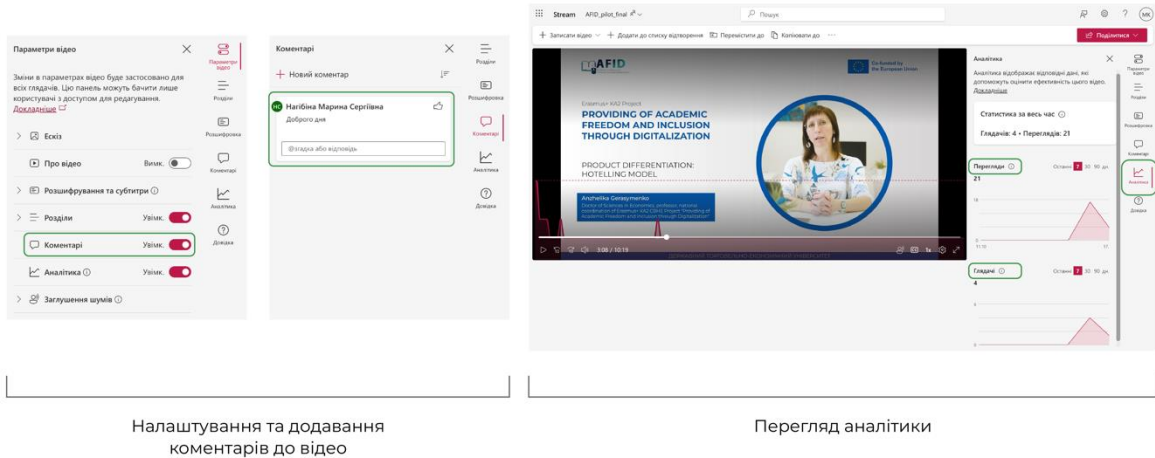 Параметри відео
Зміни в параметрах відео буде застосовано для
всіх глядачів. Цю панель можуть бачити лише
користувачі з доступом для редагування.
Докладніше
Ескіз
Про відео Вимк.
Розшифрування та субтитри
Розділи Увімк.
Коментарі Увімк.
Аналітика Увімк.
Заглушення шумів
Параметри
відео
Розділи
Розшифровка
Коментарі
Аналітика
Довідка
Коментарі
Новий коментар
НС Нагібіна Марина Сергіївна
Доброго дня
@згадка або відповідь
Розділи
Розшифровка
Коментарі
Аналітика
Довідка
Stream AFID_pilot_final
Пошук
? МК
Записати відео
Додати до списку відтворення
Перемістити до
Копіювати до
Поділитися
AFID
Co-funded by
the European Union
Erasmus+ KA2 Project
PROVIDING OF ACADEMIC
FREEDOM AND INCLUSION
THROUGH DIGITALIZATION
PRODUCT DIFFERENTIATION:
HOTELLING MODEL
Anzhelika Gerasymenko
3:08 / 10:19
1x
Аналітика
Аналітика відображає відповідні дані, які
допоможуть оцінити ефективність цього відео.
Докладніше
Статистика за весь час
Глядачів: 4 • Переглядів: 21
Перегляди Останні 7 30 90 дн.
21
Глядачі Останні 7 30 90 дн.
4
Параметри
відео
Розділи
Розшифровка
Коментарі
Аналітика
Довідка
Налаштування та додавання
коментарів до відео
Перегляд аналітики